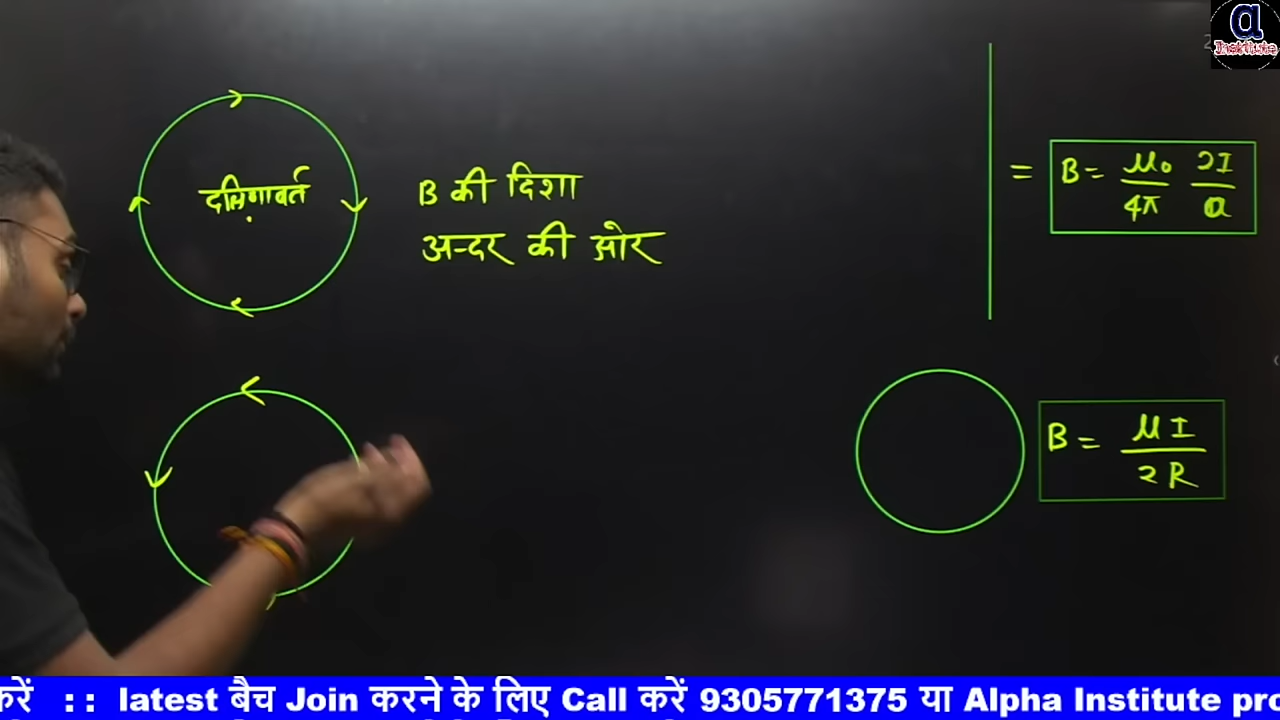 α
Institute
दक्षिणावर्त
B की दिशा
अन्दर की ओर
= B = μ₀/4π 2I/a
B = μI/2R
करें :: latest बैच Join करने के लिए Call करें 9305771375 या Alpha Institute pro